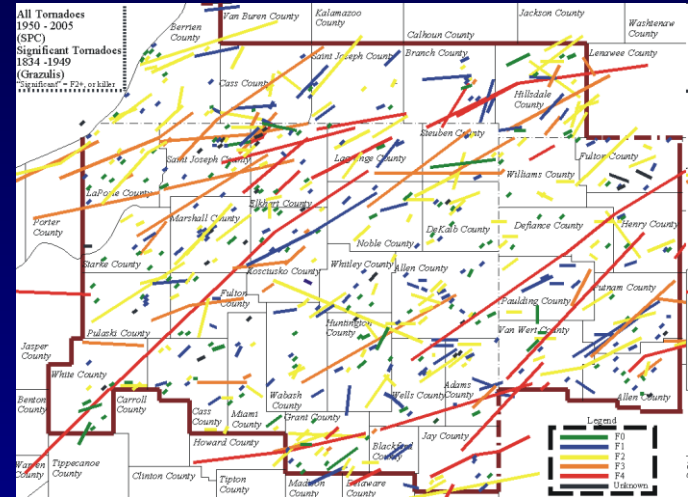 All Tornadoes
1950 - 2005
(SPC)
Significant Tornadoes
1834 -1949
(Grazulis)
"Significant" = F2+, or killer
Berrien
County
Van Buren County
Kalamazoo
County
Calhoun County
Jackson County
Washtenaw
County
Cass County
Saint Joseph County
Branch County
Hillsdale
County
Lenawee County
LaPorte County
Saint Joseph County
Elkhart County
LaGrange County
Steuben County
Williams County
Fulton County
Porter
County
Starke County
Marshall County
Kosciusko County
Noble County
DeKalb County
Defiance County
Henry County
Whitley County
Allen County
Paulding County
Putnam County
Jasper
County
Pulaski County
Fulton
County
Huntington
County
Van Wert County
White County
Benton
County
Carroll
County
Cass
County
Miami
County
Wabash
County
Wells County
Adams
County
Allen County
Grant County
Howard County
Blackford
County
Jay County
Warren
County
Tippecanoe
County
Clinton County
Tipton
County
Madison
County
Delaware
County
Legend
F0
F1
F2
F3
F4
Unknown